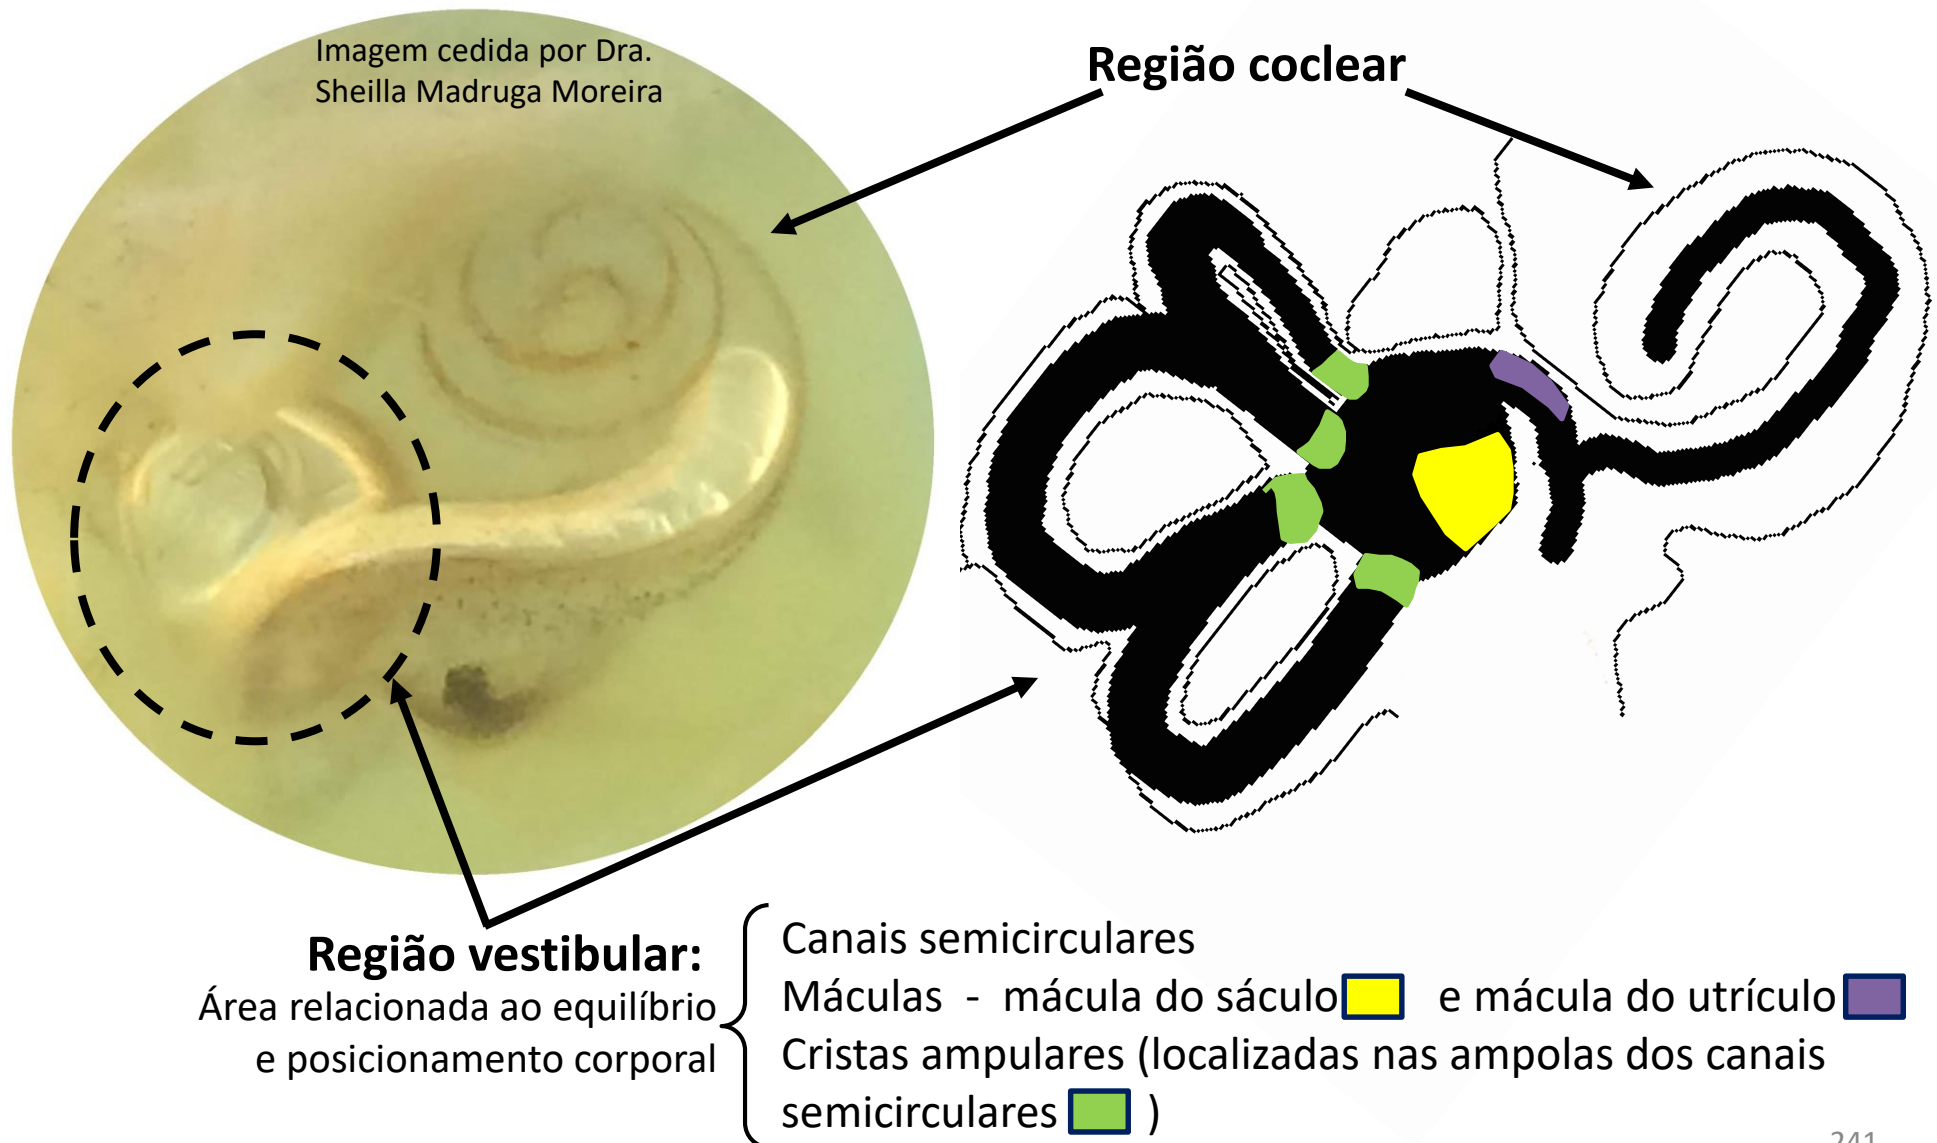 Imagem cedida por Dra.
Sheilla Madruga Moreira
Região coclear
Região vestibular:
Área relacionada ao equilíbrio
e posicionamento corporal
Canais semicirculares
Máculas - mácula do sáculo e mácula do utrículo
Cristas ampulares (localizadas nas ampolas dos canais
semicirculares )
241